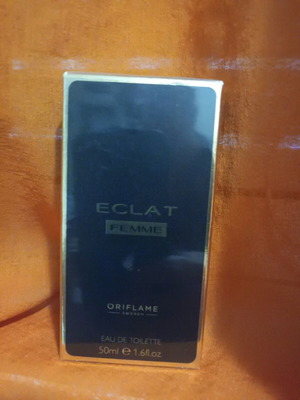 ECLAT
FEMME
ORIFLAME
SWEDEN
EAU DE TOILETTE
50ml ℮ 1.6fl.oz